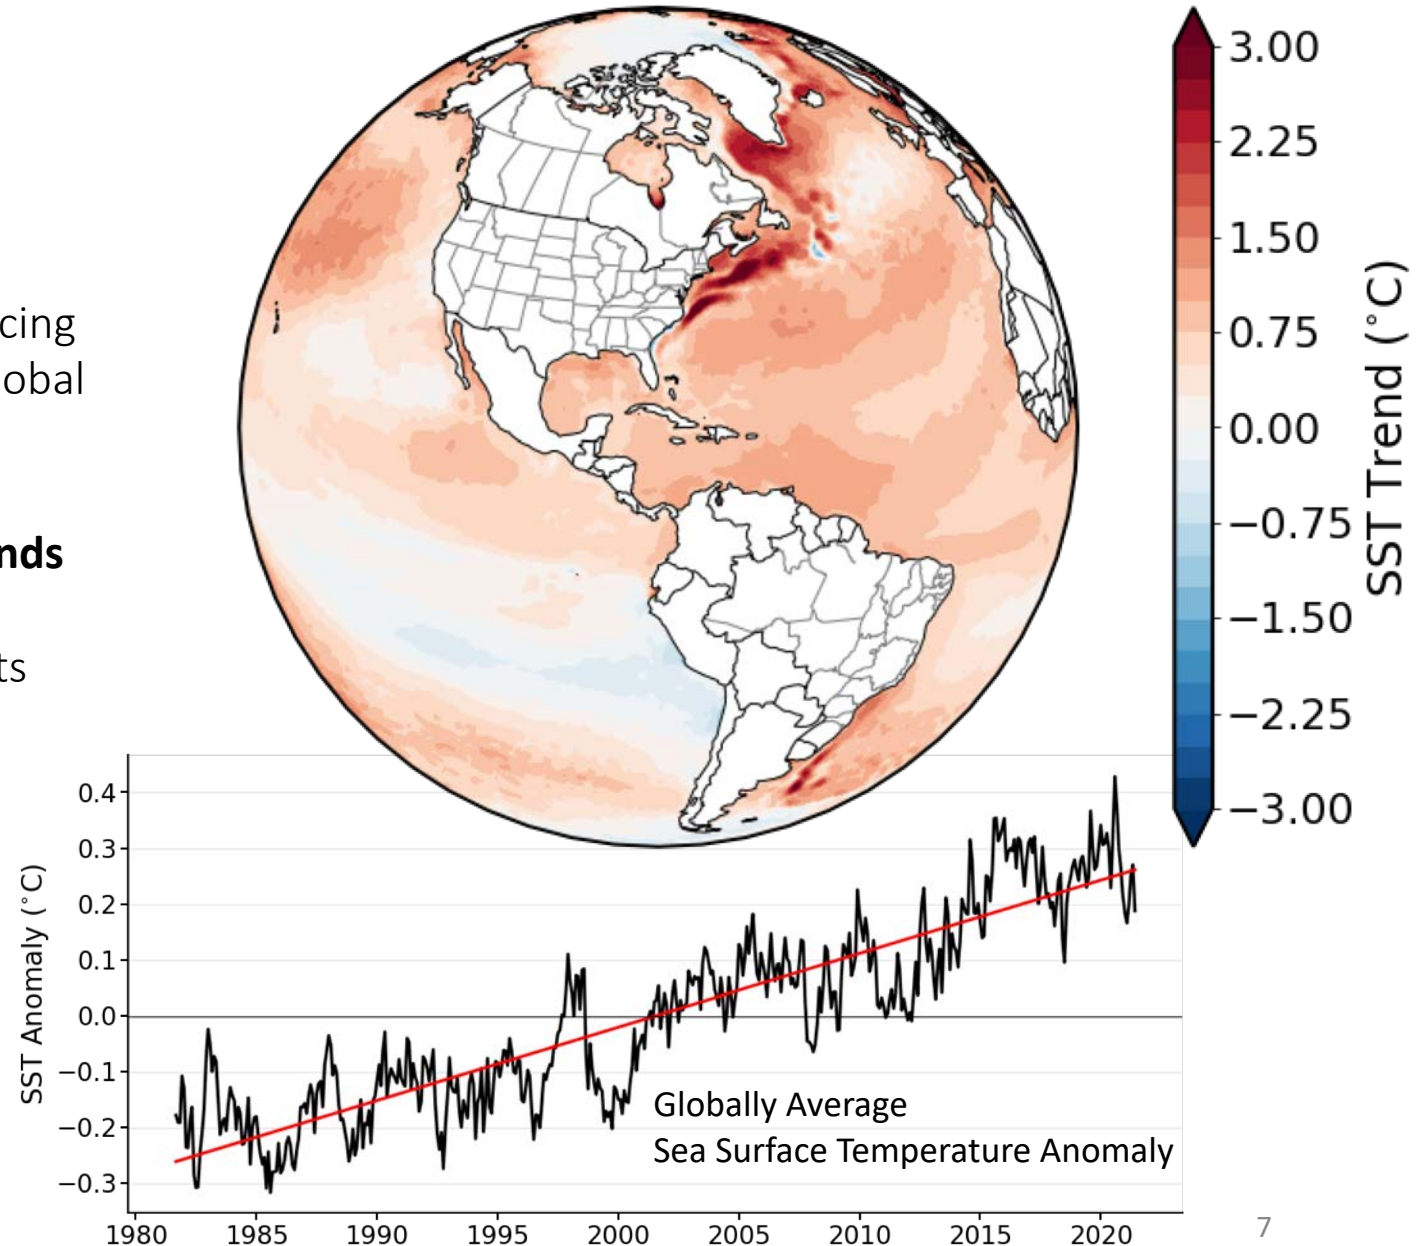 cing
obal
nds
ts
3.00
2.25
1.50
0.75
0.00
−0.75
−1.50
−2.25
−3.00
SST Trend (°C)
0.4
0.3
0.2
0.1
0.0
−0.1
−0.2
−0.3
SST Anomaly (°C)
Globally Average
Sea Surface Temperature Anomaly
1980 1985 1990 1995 2000 2005 2010 2015 2020
7